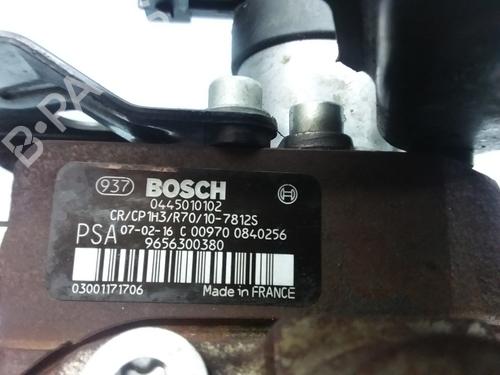 937 BOSCH
0445010102
CR/CP1H3/R70/10-7812S
PSA 07-02-16 C 00970 0840256
9656300380
03001171706 Made in FRANCE
B-PA